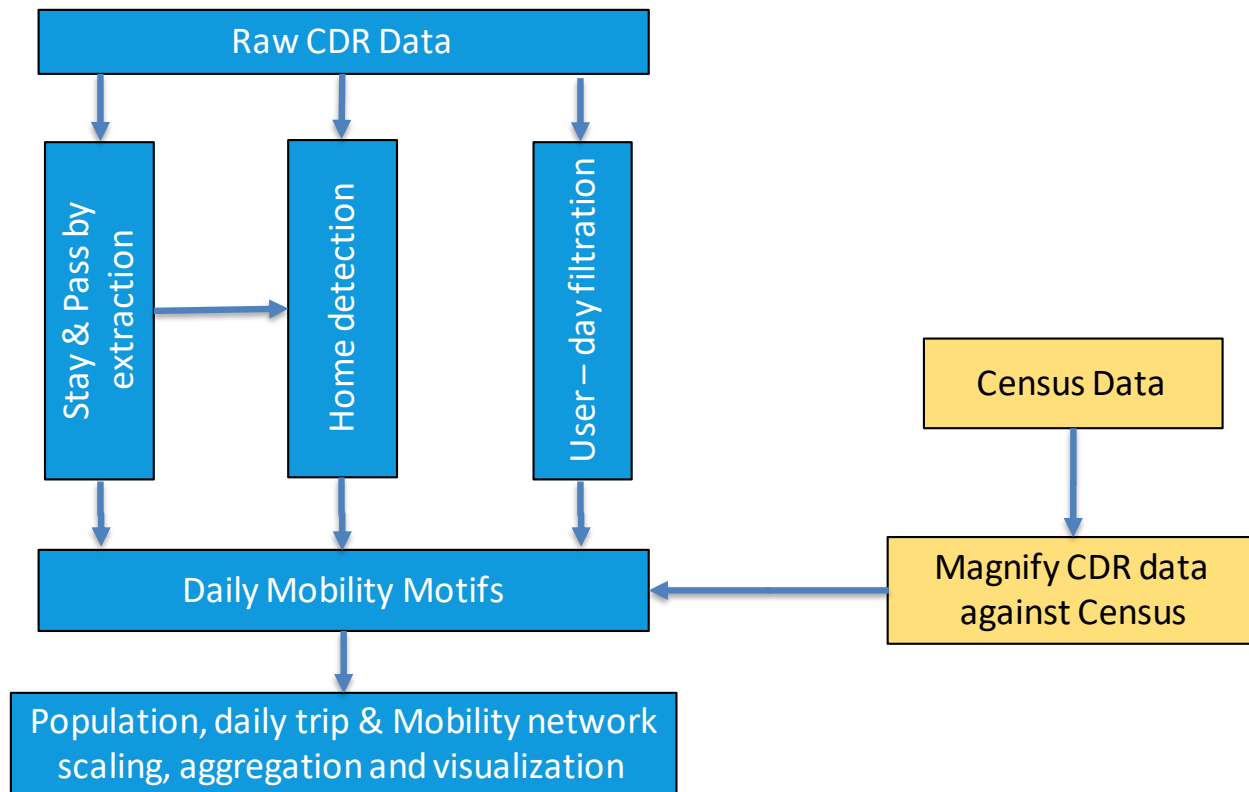 Raw CDR Data
Stay & Pass by
extraction
Home detection
User – day filtration
Census Data
Daily Mobility Motifs
Magnify CDR data
against Census
Population, daily trip & Mobility network
scaling, aggregation and visualization